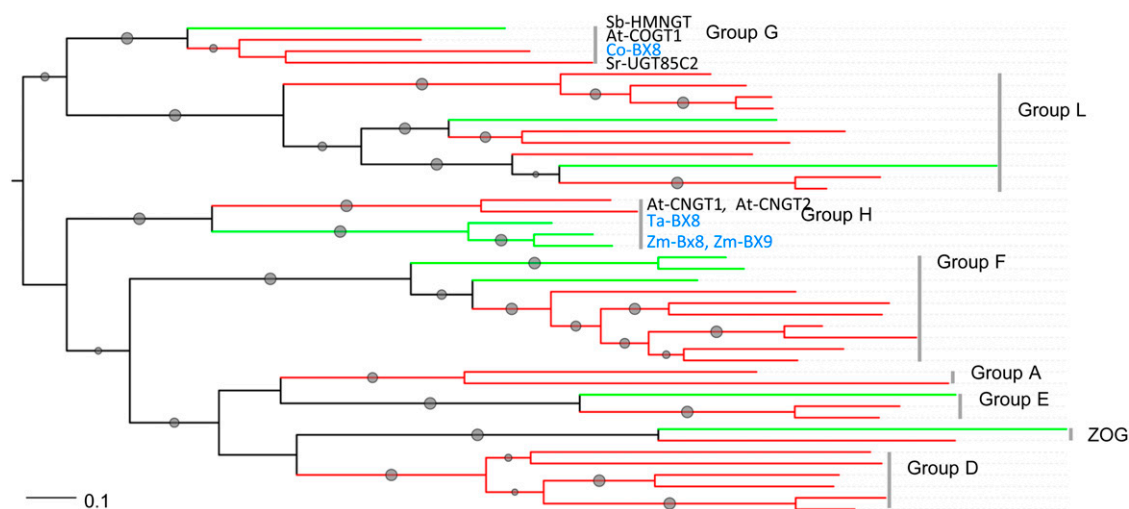 Sb-HMNGT
At-COGT1
Group G
Co-BX8
Sr-UGT85C2
Group L
At-CNGT1, At-CNGT2
Group H
Ta-BX8
Zm-Bx8, Zm-BX9
Group F
Group A
Group E
ZOG
Group D
0.1